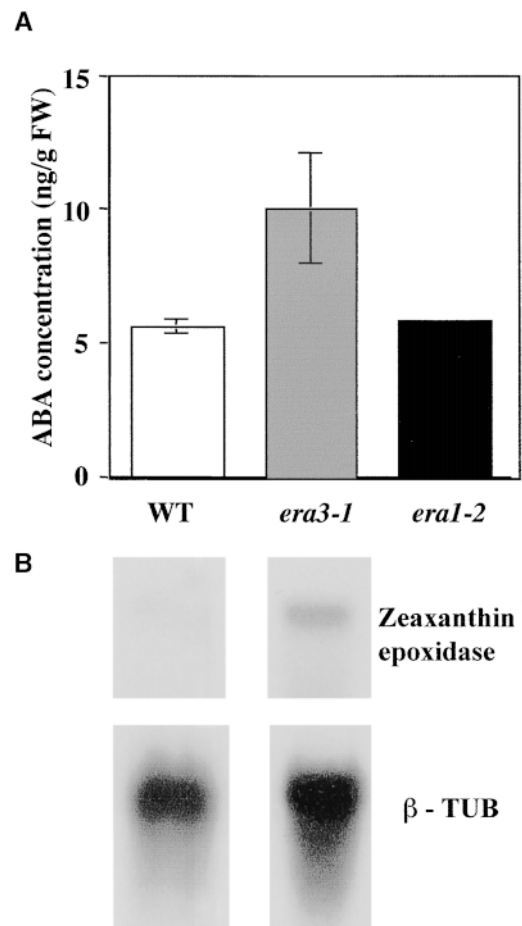 A
ABA concentration (ng/g FW)
15
10
5
0
WT era3-1 era1-2
B
Zeaxanthin
epoxidase
β - TUB